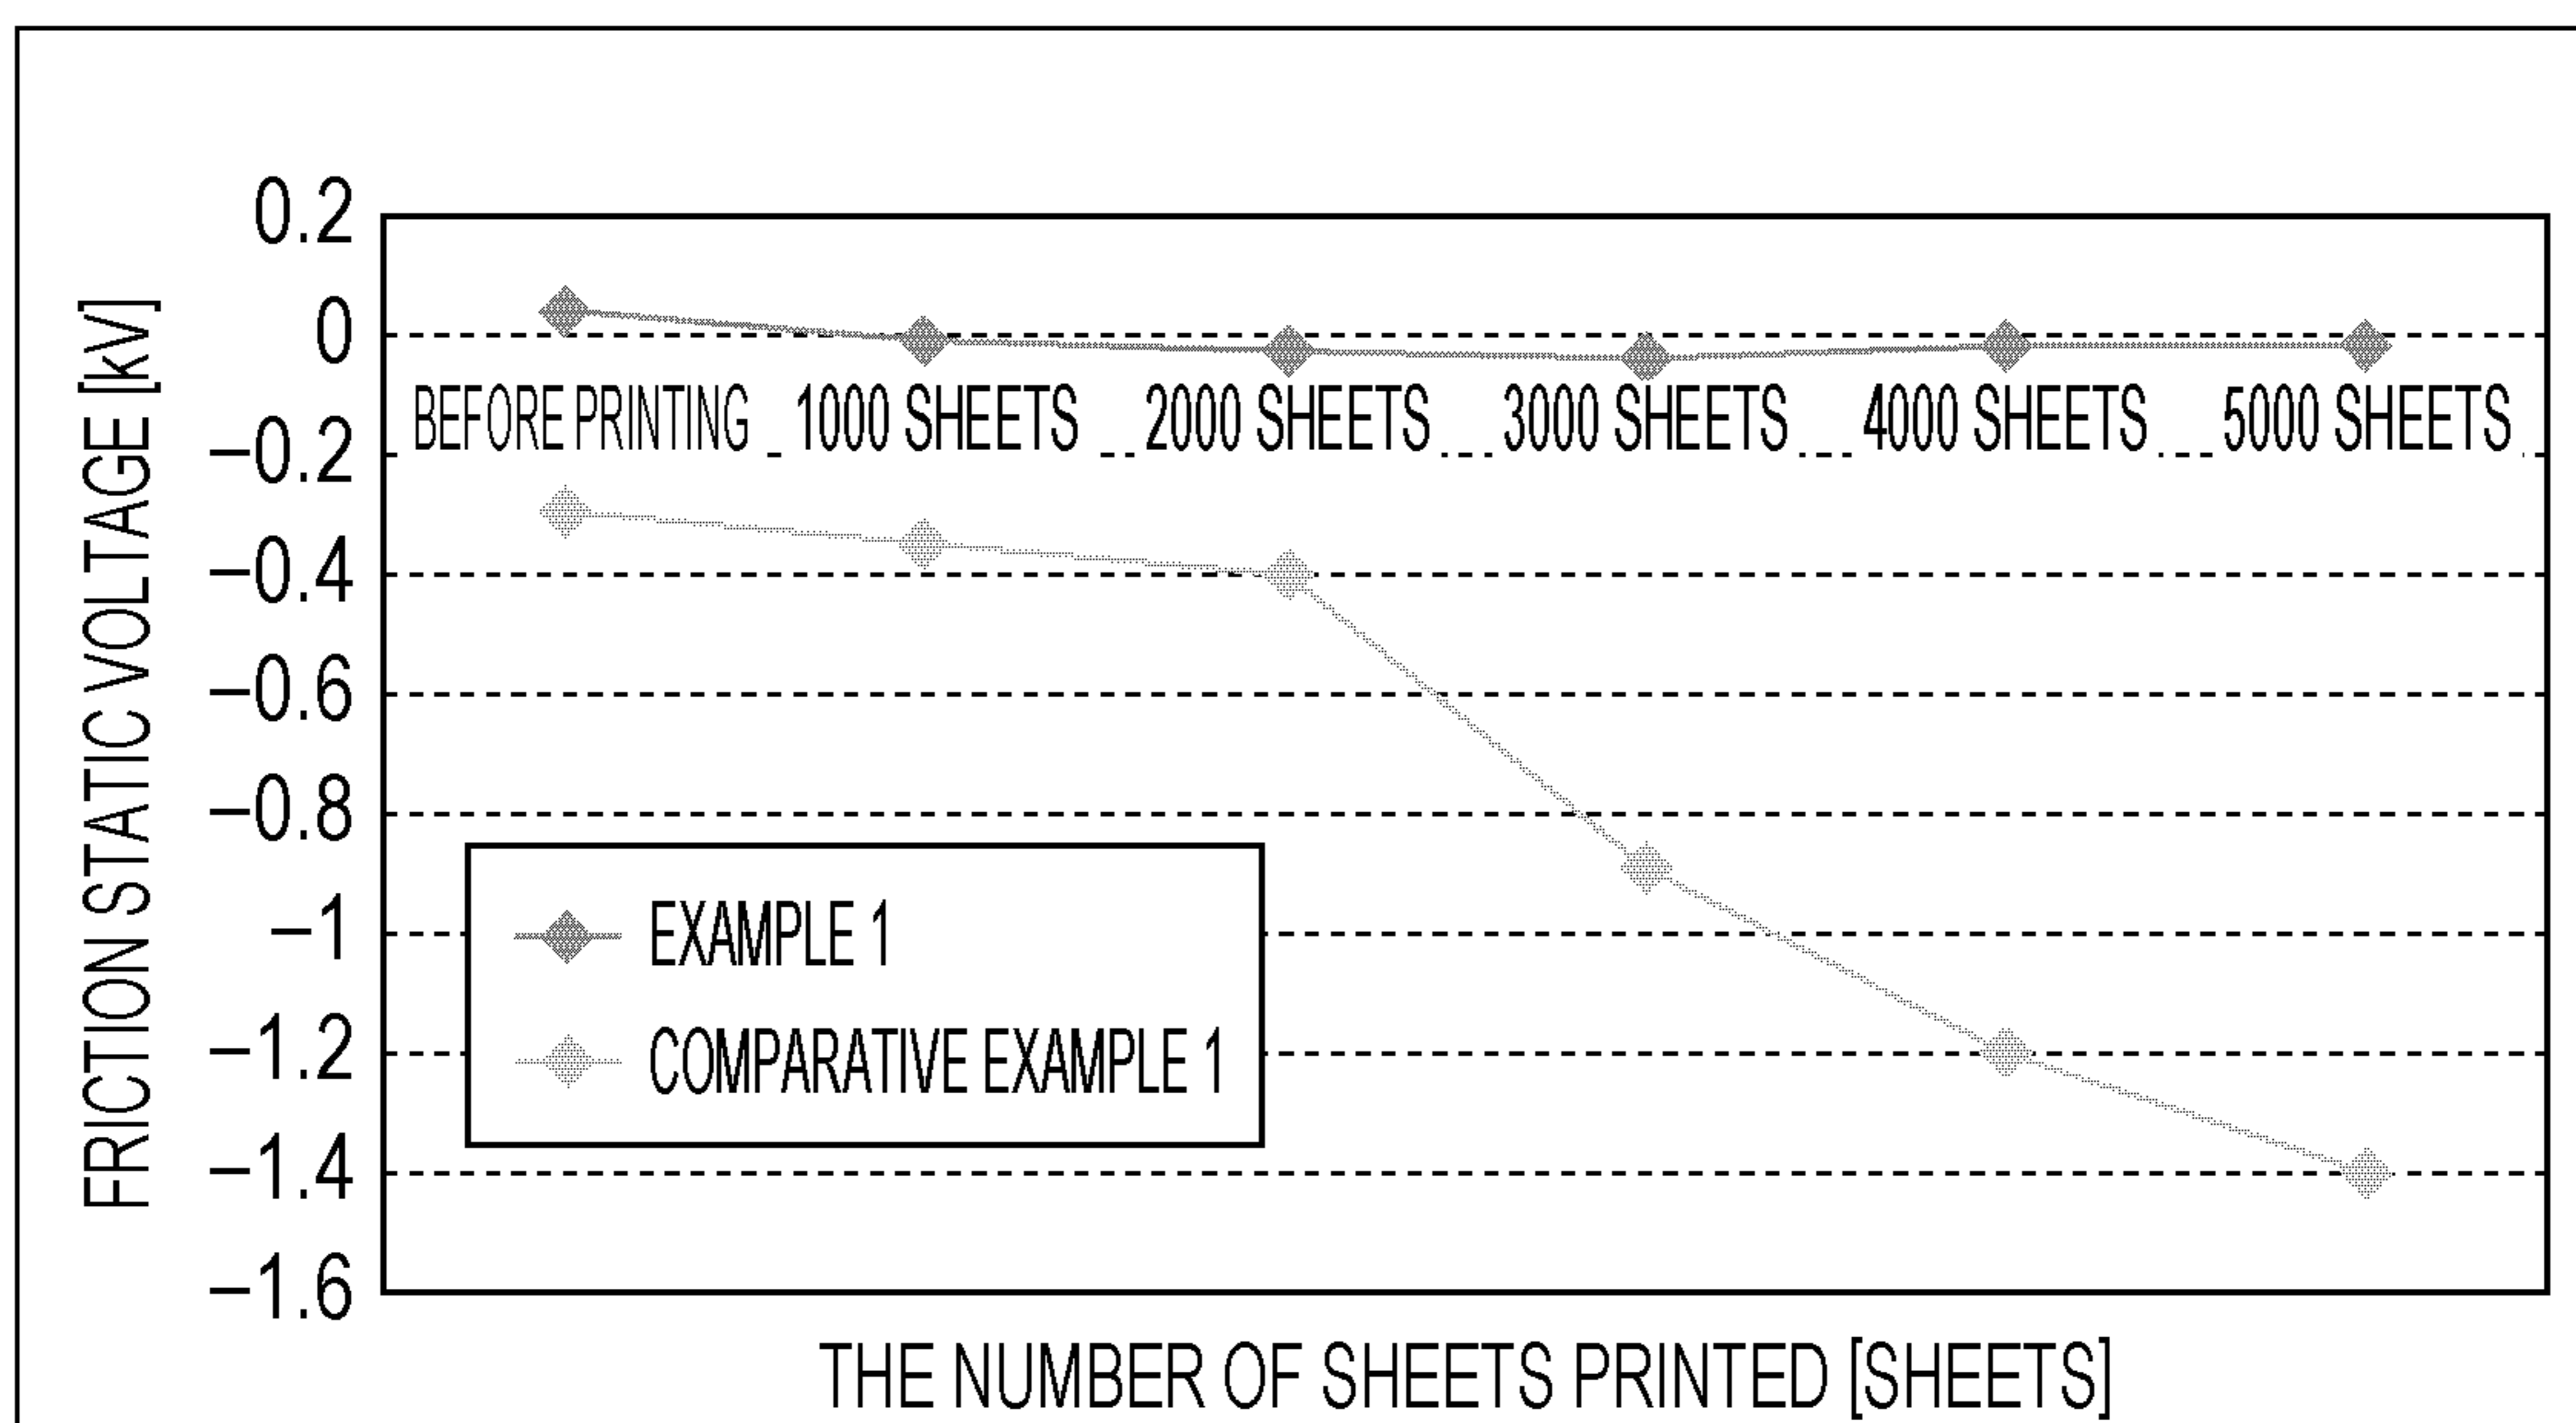 FRICTION STATIC VOLTAGE [kV]
0.2
0
−0.2
−0.4
−0.6
−0.8
−1
−1.2
−1.4
−1.6
BEFORE PRINTING
1000 SHEETS
2000 SHEETS
3000 SHEETS
4000 SHEETS
5000 SHEETS
EXAMPLE 1
COMPARATIVE EXAMPLE 1
THE NUMBER OF SHEETS PRINTED [SHEETS]